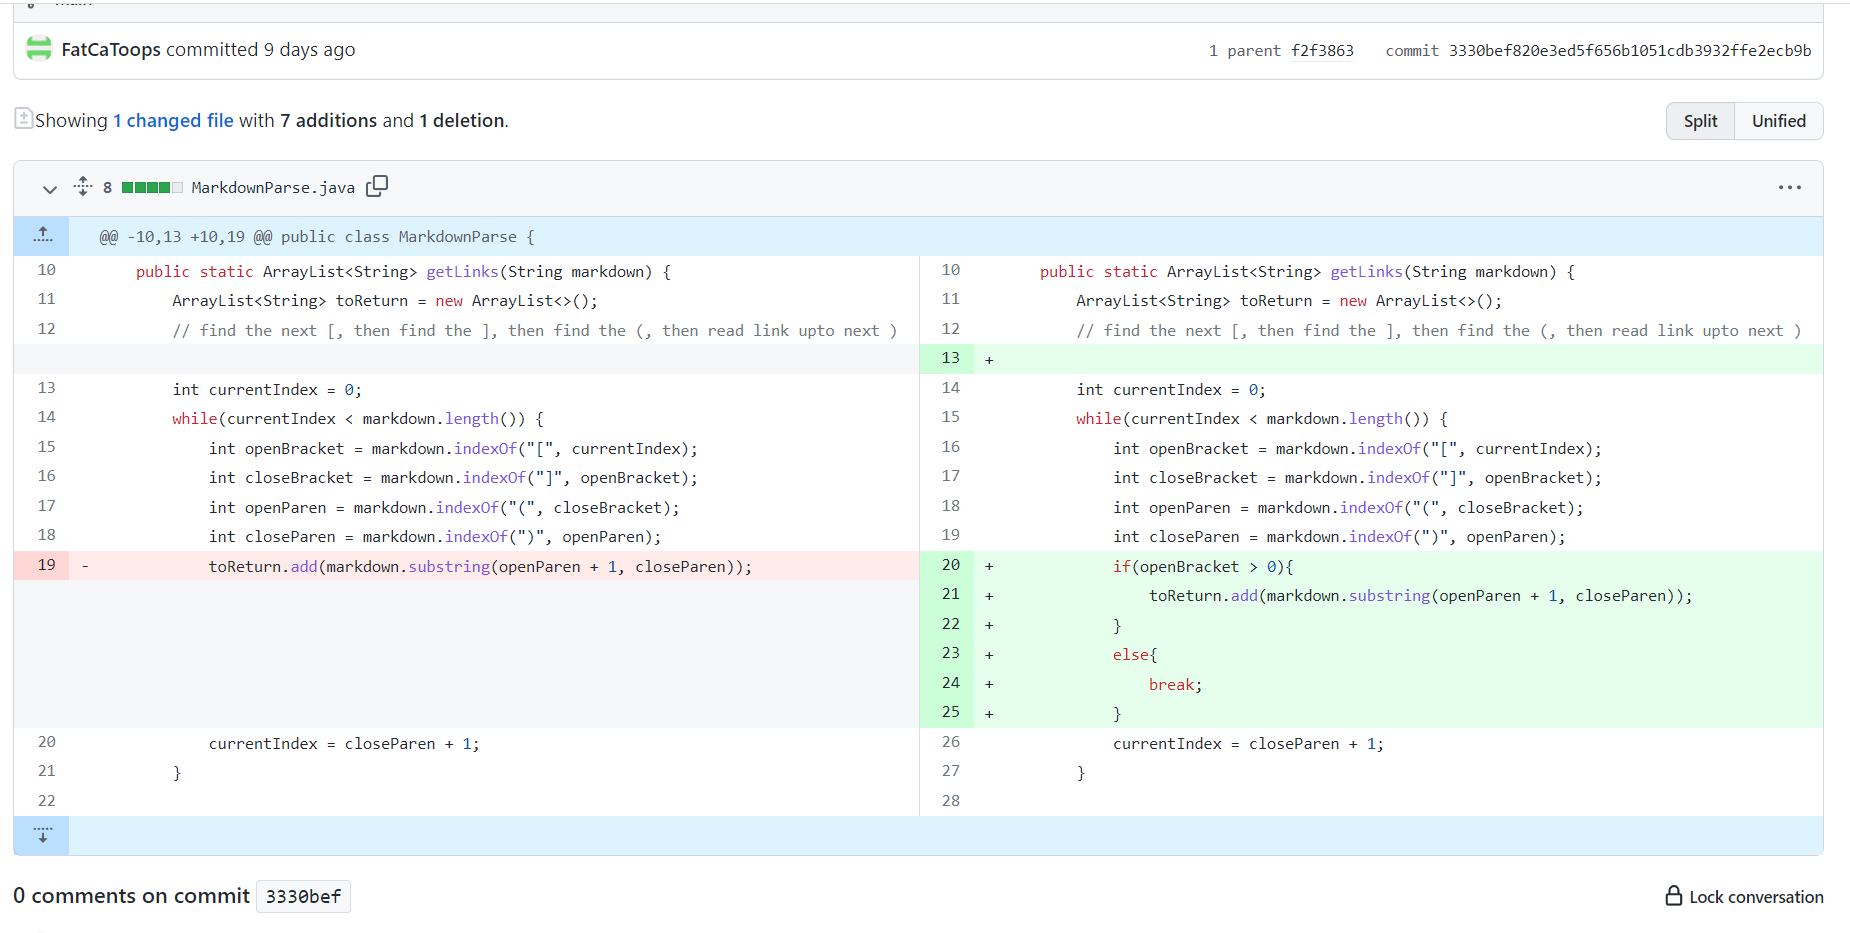 FatCaToops committed 9 days ago
1 parent f2f3863 commit 3330bef820e3ed5f656b1051cdb3932ffe2ecb9b
Showing 1 changed file with 7 additions and 1 deletion.
Split Unified
8 MarkdownParse.java
@@ -10,13 +10,19 @@ public class MarkdownParse {
10 public static ArrayList<String> getLinks(String markdown) {
11 ArrayList<String> toReturn = new ArrayList<>();
12 // find the next [, then find the ], then find the (, then read link upto next )
13 int currentIndex = 0;
14 while(currentIndex < markdown.length()) {
15 int openBracket = markdown.indexOf("[", currentIndex);
16 int closeBracket = markdown.indexOf("]", openBracket);
17 int openParen = markdown.indexOf("(", closeBracket);
18 int closeParen = markdown.indexOf(")", openParen);
19 - toReturn.add(markdown.substring(openParen + 1, closeParen));
20 currentIndex = closeParen + 1;
21 }
22
10 public static ArrayList<String> getLinks(String markdown) {
11 ArrayList<String> toReturn = new ArrayList<>();
12 // find the next [, then find the ], then find the (, then read link upto next )
13 +
14 int currentIndex = 0;
15 while(currentIndex < markdown.length()) {
16 int openBracket = markdown.indexOf("[", currentIndex);
17 int closeBracket = markdown.indexOf("]", openBracket);
18 int openParen = markdown.indexOf("(", closeBracket);
19 int closeParen = markdown.indexOf(")", openParen);
20 + if(openBracket > 0){
21 + toReturn.add(markdown.substring(openParen + 1, closeParen));
22 + }
23 + else{
24 + break;
25 + }
26 currentIndex = closeParen + 1;
27 }
28
0 comments on commit 3330bef
Lock conversation